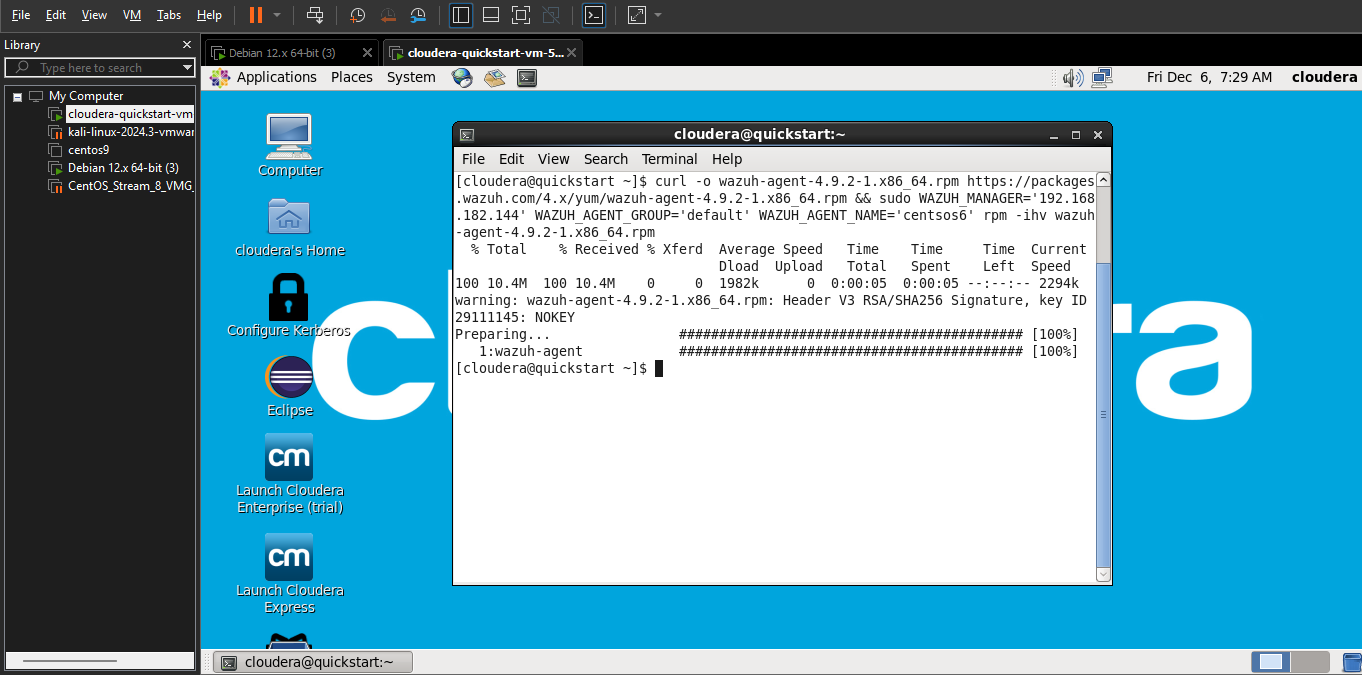 File Edit View VM Tabs Help
Library
Type here to search
My Computer
cloudera-quickstart-vm
kali-linux-2024.3-vmwar
centos9
Debian 12.x 64-bit (3)
CentOS_Stream_8_VMG_
Debian 12.x 64-bit (3)
cloudera-quickstart-vm-5...
Applications Places System
Fri Dec 6, 7:29 AM cloudera
Computer
cloudera's Home
Configure Kerberos
Eclipse
cm
Launch Cloudera
Enterprise (trial)
cm
Launch Cloudera
Express
cloudera@quickstart:~
File Edit View Search Terminal Help
[cloudera@quickstart ~]$ curl -o wazuh-agent-4.9.2-1.x86_64.rpm https://packages
.wazuh.com/4.x/yum/wazuh-agent-4.9.2-1.x86_64.rpm && sudo WAZUH_MANAGER='192.168
.182.144' WAZUH_AGENT_GROUP='default' WAZUH_AGENT_NAME='centsos6' rpm -ihv wazuh
-agent-4.9.2-1.x86_64.rpm
% Total % Received % Xferd Average Speed Time Time Time Current
Dload Upload Total Spent Left Speed
100 10.4M 100 10.4M 0 0 1982k 0 0:00:05 0:00:05 --:--:-- 2294k
warning: wazuh-agent-4.9.2-1.x86_64.rpm: Header V3 RSA/SHA256 Signature, key ID
29111145: NOKEY
Preparing... ########################################### [100%]
1:wazuh-agent ########################################### [100%]
[cloudera@quickstart ~]$
cloudera@quickstart:~